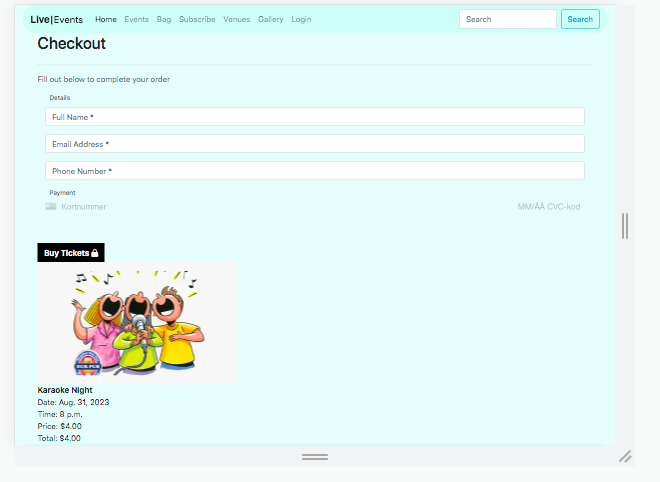 Live|Events Home Events Bag Subscribe Venues Gallery Login Search Search
Checkout
Fill out below to complete your order
Details
Full Name *
Email Address *
Phone Number *
Payment
Kortnummer MM/ÅÅ CVC-kod
Buy Tickets
OUR-PUB
Karaoke Night
Date: Aug. 31, 2023
Time: 8 p.m.
Price: $4.00
Total: $4.00